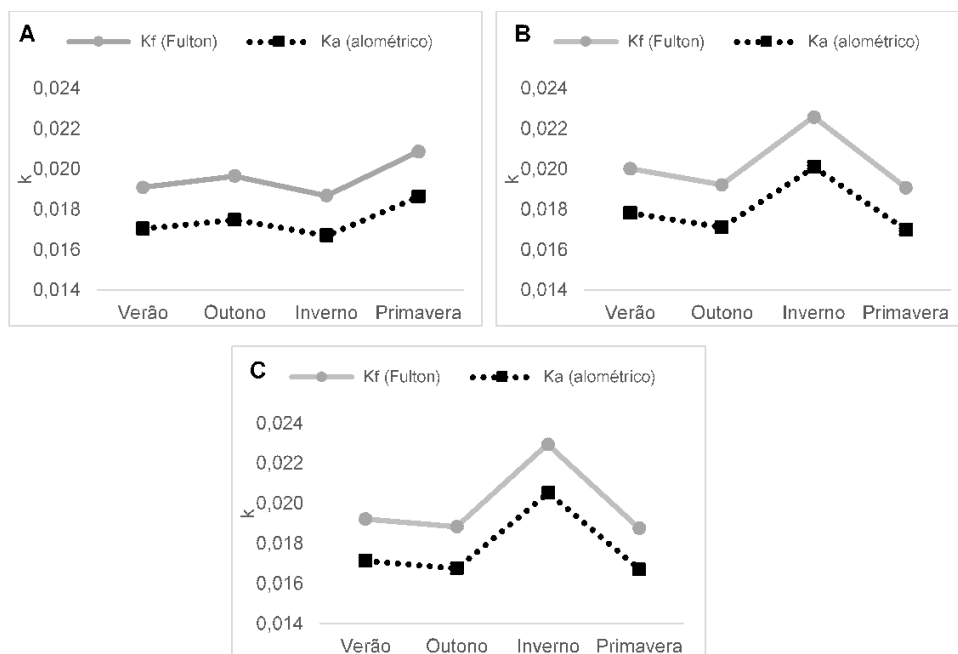 A Kf (Fulton) Ka (alométrico)
0,024
0,022
0,020
k
0,018
0,016
0,014
Verão Outono Inverno Primavera
B Kf (Fulton) Ka (alométrico)
0,024
0,022
0,020
k
0,018
0,016
0,014
Verão Outono Inverno Primavera
C Kf (Fulton) Ka (alométrico)
0,024
0,022
0,020
k
0,018
0,016
0,014
Verão Outono Inverno Primavera